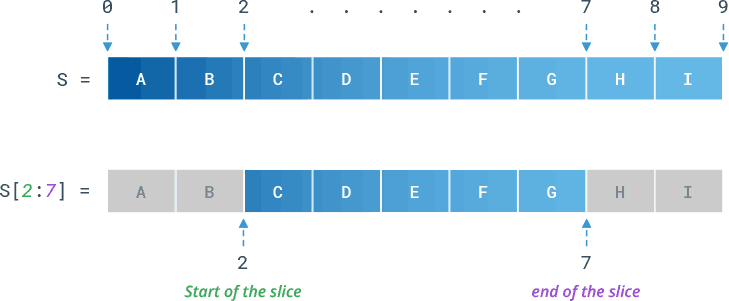 0 1 2 . . . . . . . 7 8 9
S = A B C D E F G H I
S[2:7] = A B C D E F G H I
2 7
Start of the slice end of the slice